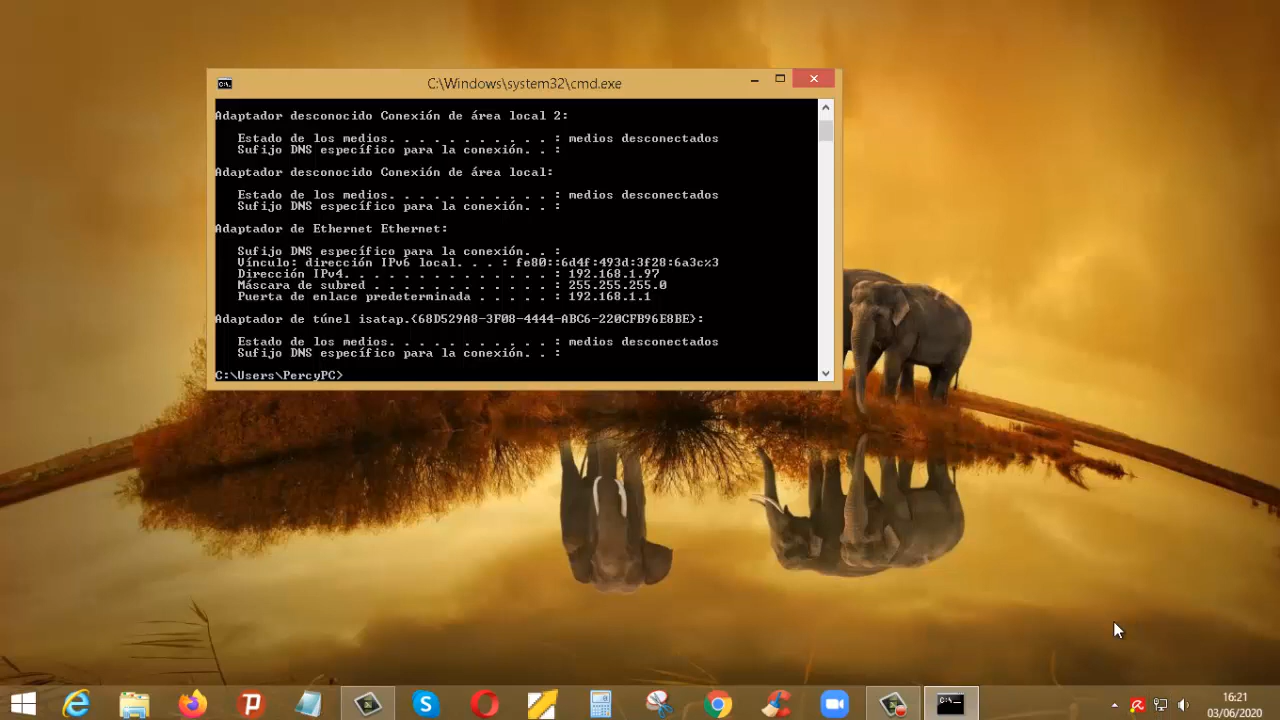 C:\Windows\system32\cmd.exe
Adaptador desconocido Conexión de área local 2:
Estado de los medios. . . . . . . . . . . : medios desconectados
Sufijo DNS específico para la conexión. . :
Adaptador desconocido Conexión de área local:
Estado de los medios. . . . . . . . . . . : medios desconectados
Sufijo DNS específico para la conexión. . :
Adaptador de Ethernet Ethernet:
Sufijo DNS específico para la conexión. . :
Vínculo: dirección IPv6 local. . . : fe80::6d4f:493d:3f28:6a3c%3
Dirección IPv4. . . . . . . . . . . . . . : 192.168.1.97
Máscara de subred . . . . . . . . . . . . : 255.255.255.0
Puerta de enlace predeterminada . . . . . : 192.168.1.1
Adaptador de túnel isatap.{68D529A8-3F08-4444-ABC6-220CFB96E8BE}:
Estado de los medios. . . . . . . . . . . : medios desconectados
Sufijo DNS específico para la conexión. . :
C:\Users\PercyPC>
16:21
03/06/2020